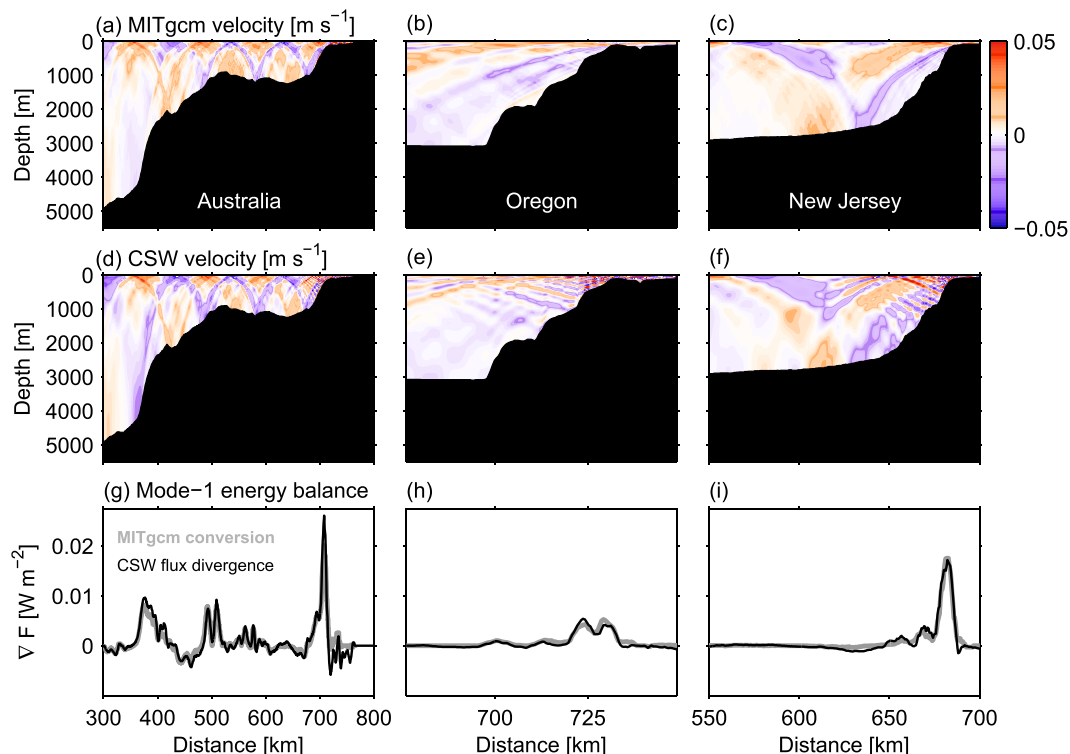 (a) MITgcm velocity [m s⁻¹]
(b)
(c)
0
1000
2000
3000
4000
5000
Depth [m]
Australia
Oregon
New Jersey
0.05
0
−0.05
(d) CSW velocity [m s⁻¹]
(e)
(f)
0
1000
2000
3000
4000
5000
Depth [m]
(g) Mode−1 energy balance
(h)
(i)
MITgcm conversion
CSW flux divergence
0.02
0.01
0
∇ F [W m⁻²]
300 400 500 600 700 800
700 725
550 600 650 700
Distance [km]
Distance [km]
Distance [km]